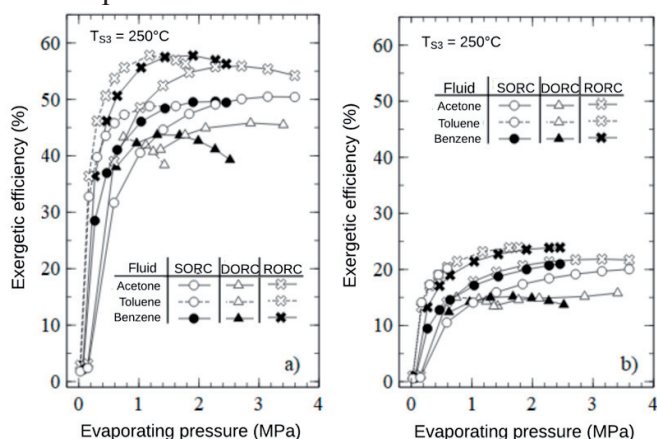 60
50
40
30
20
10
0
Exergetic efficiency (%)
T_S3 = 250°C
Fluid SORC DORC RORC
Acetone
Toluene
Benzene
a)
0 1 2 3 4
Evaporating pressure (MPa)
60
50
40
30
20
10
0
Exergetic efficiency (%)
T_S3 = 250°C
Fluid SORC DORC RORC
Acetone
Toluene
Benzene
b)
0 1 2 3 4
Evaporating pressure (MPa)